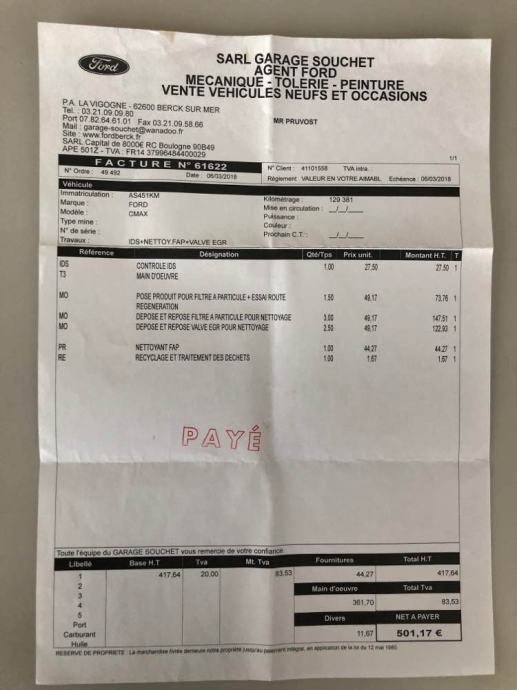 Ford
SARL GARAGE SOUCHET
AGENT FORD
MECANIQUE - TOLERIE - PEINTURE
VENTE VEHICULES NEUFS ET OCCASIONS
P.A. LA VIGOGNE - 62600 BERCK SUR MER
Tel. : 03.21.09.09.80
Port 07.82.64.61.01 Fax 03.21.09.58.66
Mail : garage-souchet@wanadoo.fr
Site : www.fordberck.fr
SARL Capital de 8000€ RC Boulogne 90B49
APE 501Z - TVA : FR14 37996484400029
MR PRUVOST
1/1
FACTURE N° 61622
N° Ordre : 49 492 Date : 06/03/2018
N° Client : 41101558 TVA intra. :
Règlement VALEUR EN VOTRE AIMABL Echéance : 06/03/2018
Véhicule
Immatriculation : AS451KM Kilométrage : 129 381
Marque : FORD Mise en circulation : __/__/____
Modèle : CMAX Puissance :
Type mine : Couleur :
N° de série : Prochain C.T. : __/__/____
Travaux : IDS+NETTOY.FAP+VALVE EGR
Référence Désignation Qté/Tps Prix unit. Montant H.T. T
IDS CONTROLE IDS 1,00 27,50 27,50 1
T3 MAIN D'OEUVRE
MO POSE PRODUIT POUR FILTRE A PARTICULE + ESSAI ROUTE 1,50 49,17 73,76 1
REGENERATION
MO DEPOSE ET REPOSE FILTRE A PARTICULE POUR NETTOYAGE 3,00 49,17 147,51 1
MO DEPOSE ET REPOSE VALVE EGR POUR NETTOYAGE 2,50 49,17 122,93 1
PR NETTOYANT FAP 1,00 44,27 44,27 1
RE RECYCLAGE ET TRAITEMENT DES DECHETS 1,00 1,67 1,67 1
PAYÉ
Toute l'équipe du GARAGE SOUCHET vous remercie de votre confiance.
Libellé Base H.T Tva Mt. Tva Fournitures Total H.T
1 417,64 20,00 83,53 44,27 417,64
2
3 Main d'oeuvre Total Tva
4 361,70 83,53
5
Port Divers NET A PAYER
Carburant 11,67 501,17 €
Huile
RESERVE DE PROPRIETE : La marchandise livrée demeure notre propriété jusqu'au paiement intégral, en application de la loi du 12 mai 1980.